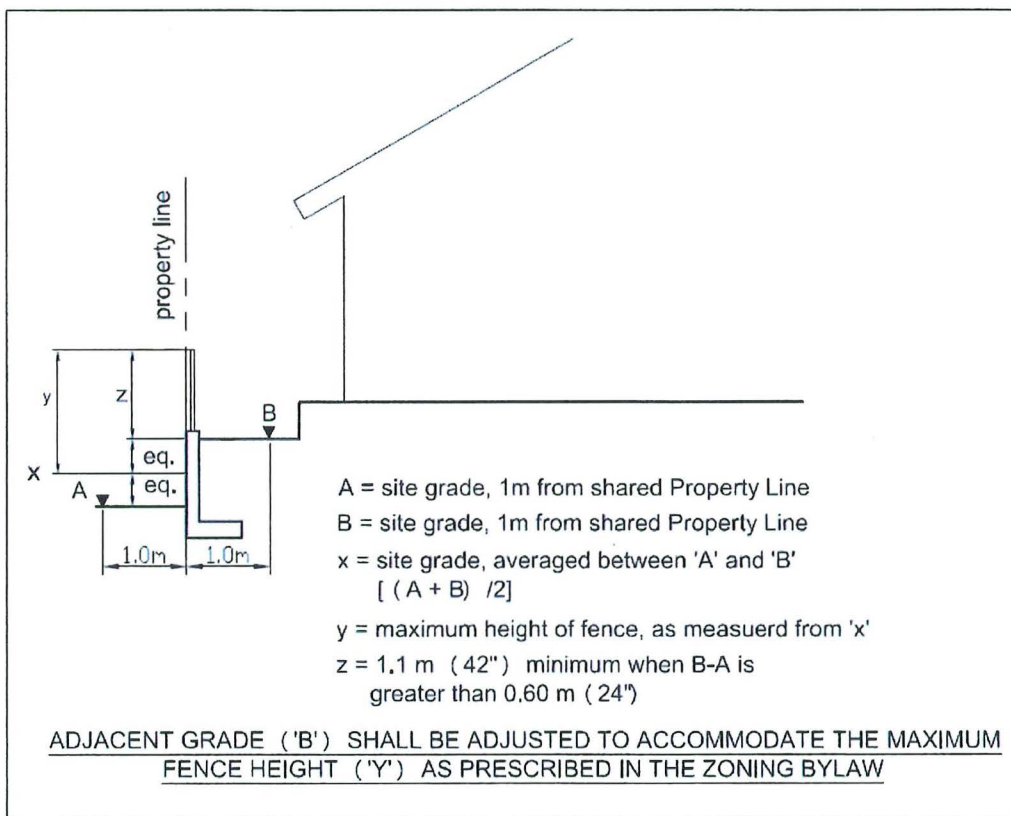 property line
y
z
B
eq.
x
eq.
A
1.0m
1.0m
A = site grade, 1m from shared Property Line
B = site grade, 1m from shared Property Line
x = site grade, averaged between 'A' and 'B'
[ ( A + B) /2]
y = maximum height of fence, as measuerd from 'x'
z = 1.1 m ( 42") minimum when B-A is
greater than 0.60 m ( 24")
ADJACENT GRADE ( 'B') SHALL BE ADJUSTED TO ACCOMMODATE THE MAXIMUM
FENCE HEIGHT ( 'Y') AS PRESCRIBED IN THE ZONING BYLAW